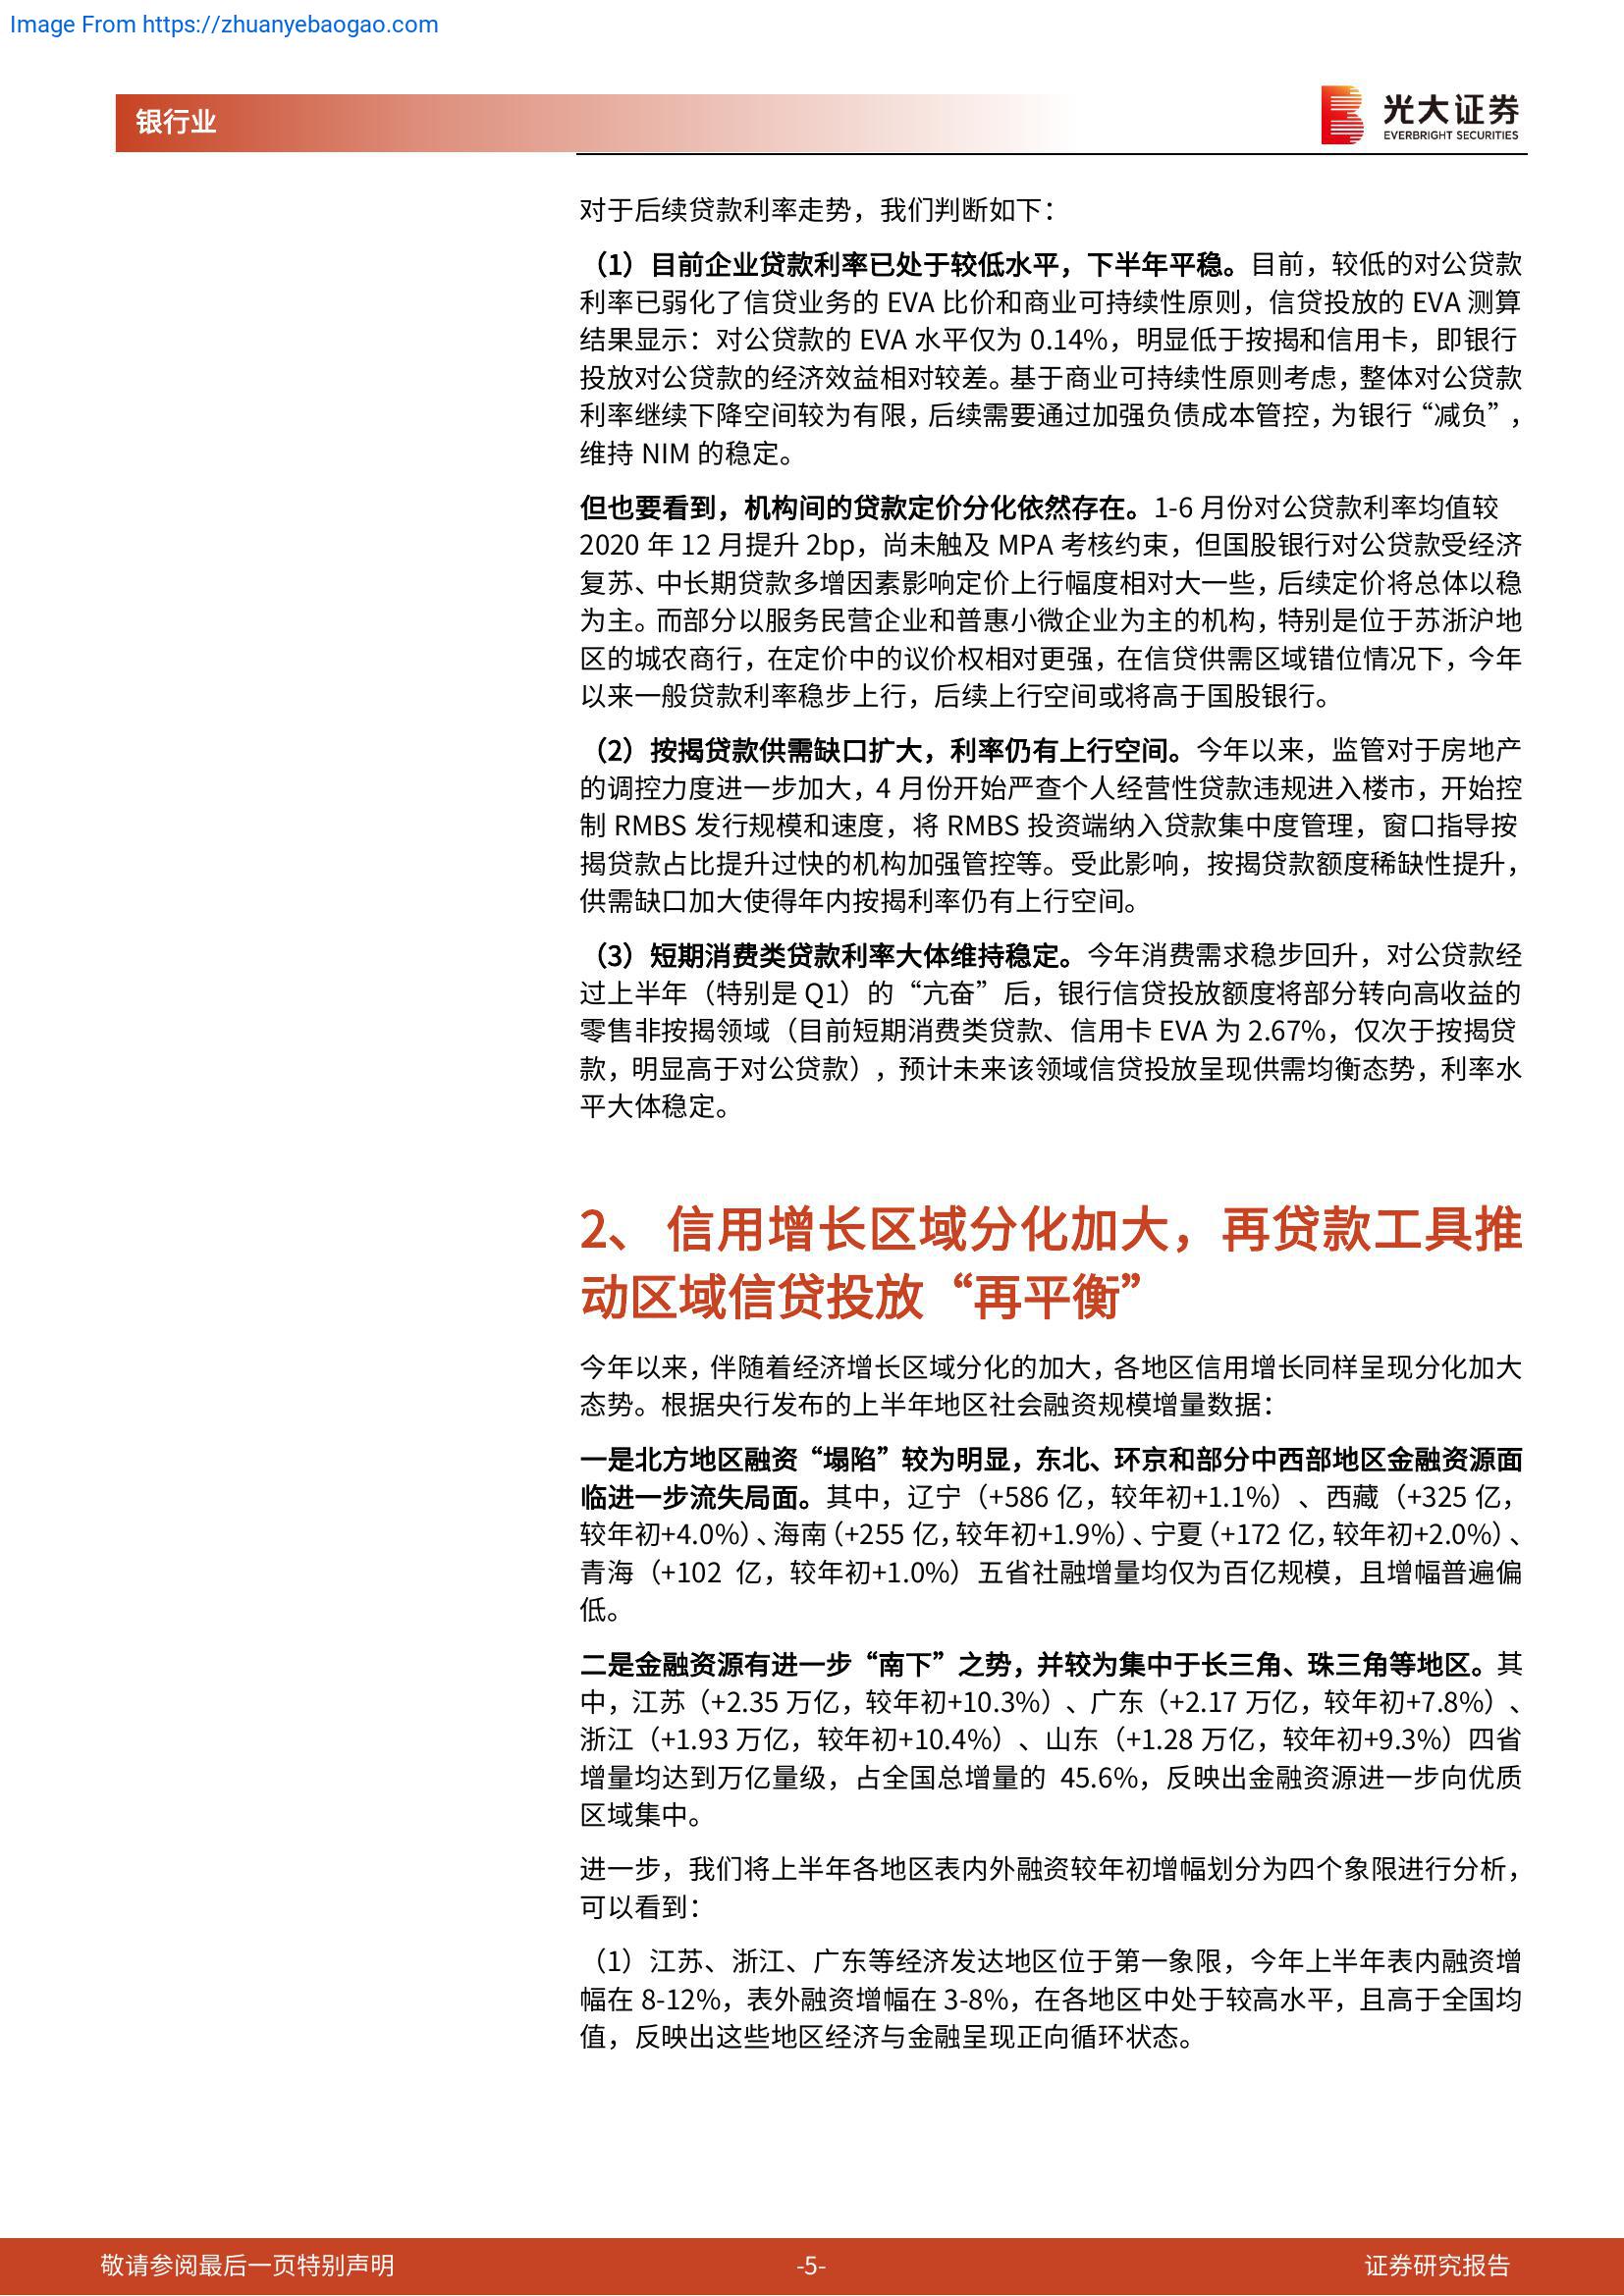 Image From https://zhuanyebaogao.com
银行业
光大证券
EVERBRIGHT SECURITIES
对于后续贷款利率走势，我们判断如下：
（1）目前企业贷款利率已处于较低水平，下半年平稳。目前，较低的对公贷款
利率已弱化了信贷业务的 EVA 比价和商业可持续性原则，信贷投放的 EVA 测算
结果显示：对公贷款的 EVA 水平仅为 0.14%，明显低于按揭和信用卡，即银行
投放对公贷款的经济效益相对较差。基于商业可持续性原则考虑，整体对公贷款
利率继续下降空间较为有限，后续需要通过加强负债成本管控，为银行“减负”，
维持 NIM 的稳定。
但也要看到，机构间的贷款定价分化依然存在。1-6 月份对公贷款利率均值较
2020 年 12 月提升 2bp，尚未触及 MPA 考核约束，但国股银行对公贷款受经济
复苏、中长期贷款多增因素影响定价上行幅度相对大一些，后续定价将总体以稳
为主。而部分以服务民营企业和普惠小微企业为主的机构，特别是位于苏浙沪地
区的城农商行，在定价中的议价权相对更强，在信贷供需区域错位情况下，今年
以来一般贷款利率稳步上行，后续上行空间或将高于国股银行。
（2）按揭贷款供需缺口扩大，利率仍有上行空间。今年以来，监管对于房地产
的调控力度进一步加大，4 月份开始严查个人经营性贷款违规进入楼市，开始控
制 RMBS 发行规模和速度，将 RMBS 投资端纳入贷款集中度管理，窗口指导按
揭贷款占比提升过快的机构加强管控等。受此影响，按揭贷款额度稀缺性提升，
供需缺口加大使得年内按揭利率仍有上行空间。
（3）短期消费类贷款利率大体维持稳定。今年消费需求稳步回升，对公贷款经
过上半年（特别是 Q1）的“亢奋”后，银行信贷投放额度将部分转向高收益的
零售非按揭领域（目前短期消费类贷款、信用卡 EVA 为 2.67%，仅次于按揭贷
款，明显高于对公贷款），预计未来该领域信贷投放呈现供需均衡态势，利率水
平大体稳定。
2、 信用增长区域分化加大，再贷款工具推
动区域信贷投放“再平衡”
今年以来，伴随着经济增长区域分化的加大，各地区信用增长同样呈现分化加大
态势。根据央行发布的上半年地区社会融资规模增量数据：
一是北方地区融资“塌陷”较为明显，东北、环京和部分中西部地区金融资源面
临进一步流失局面。其中，辽宁（+586 亿，较年初+1.1%）、西藏（+325 亿，
较年初+4.0%）、海南（+255 亿，较年初+1.9%）、宁夏（+172 亿，较年初+2.0%）、
青海（+102 亿，较年初+1.0%）五省社融增量均仅为百亿规模，且增幅普遍偏
低。
二是金融资源有进一步“南下”之势，并较为集中于长三角、珠三角等地区。其
中，江苏（+2.35 万亿，较年初+10.3%）、广东（+2.17 万亿，较年初+7.8%）、
浙江（+1.93 万亿，较年初+10.4%）、山东（+1.28 万亿，较年初+9.3%）四省
增量均达到万亿量级，占全国总增量的 45.6%，反映出金融资源进一步向优质
区域集中。
进一步，我们将上半年各地区表内外融资较年初增幅划分为四个象限进行分析，
可以看到：
（1）江苏、浙江、广东等经济发达地区位于第一象限，今年上半年表内融资增
幅在 8-12%，表外融资增幅在 3-8%，在各地区中处于较高水平，且高于全国均
值，反映出这些地区经济与金融呈现正向循环状态。
敬请参阅最后一页特别声明
-5-
证券研究报告